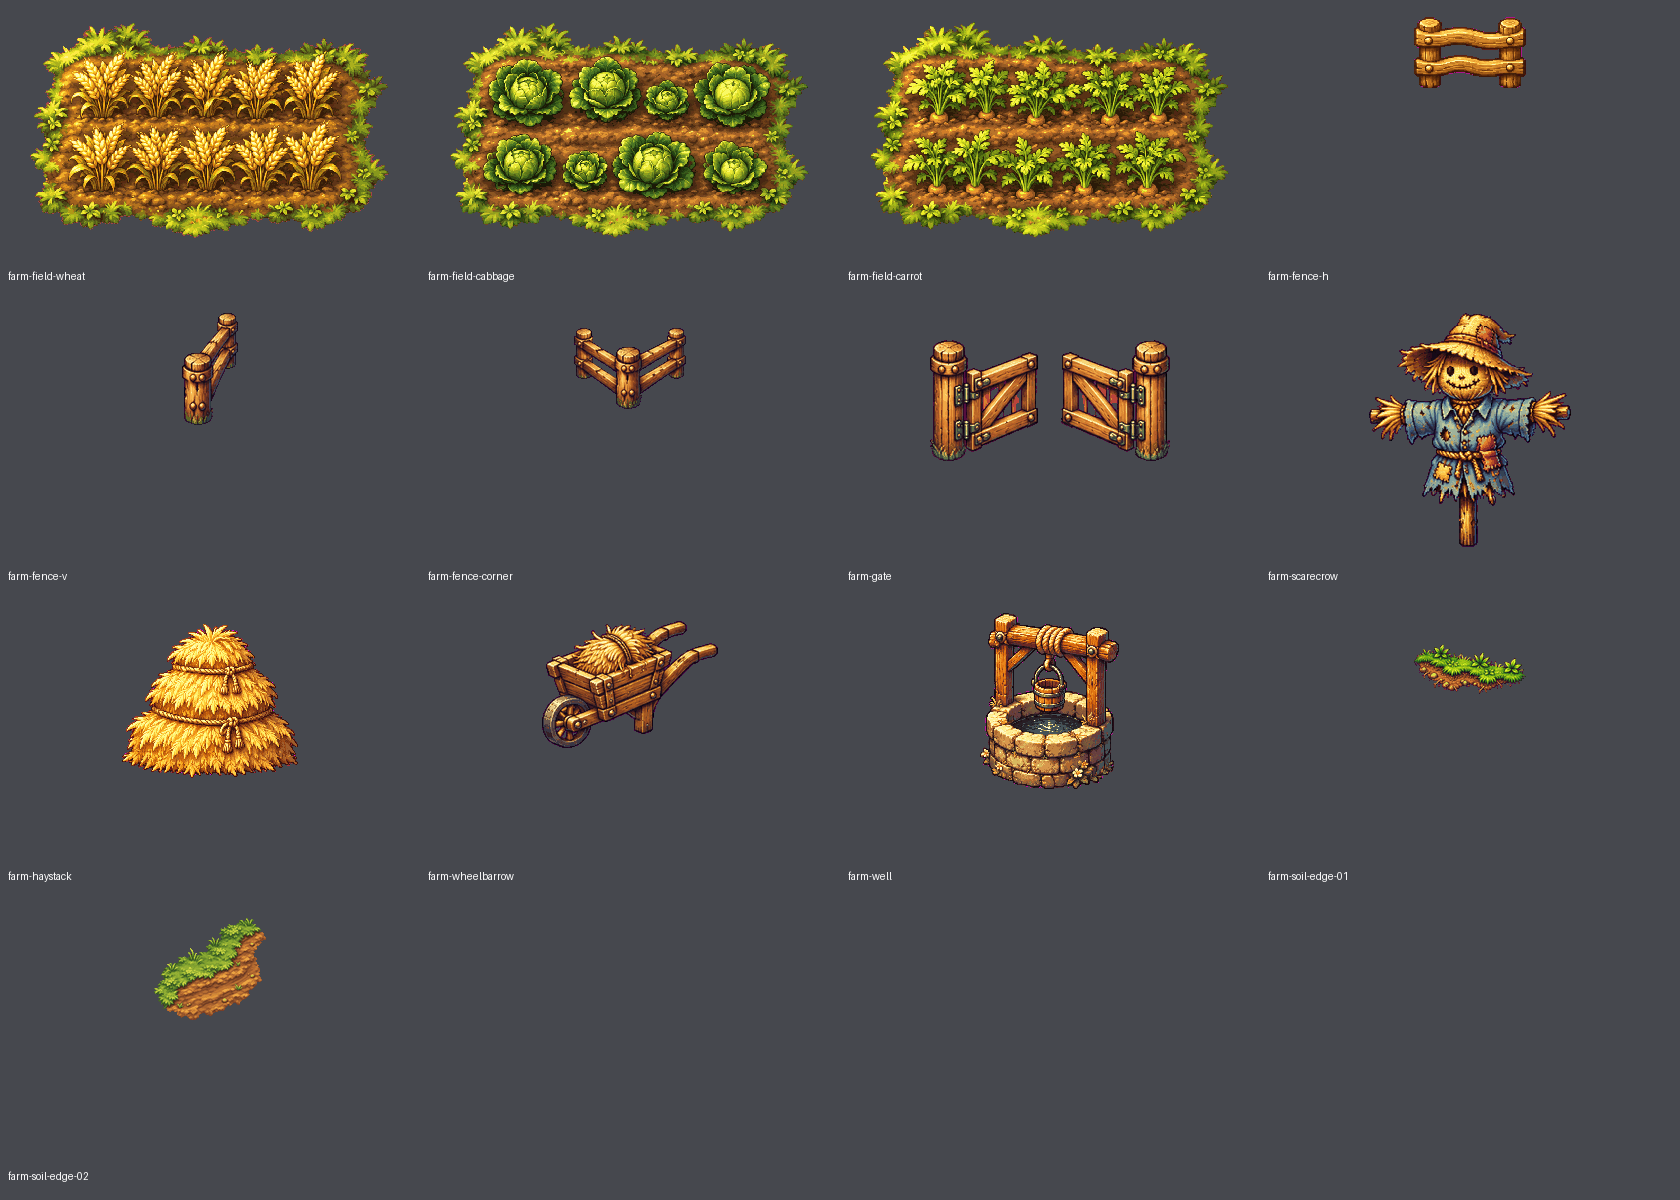 farm-field-wheat
farm-field-cabbage
farm-field-carrot
farm-fence-h
farm-fence-v
farm-fence-corner
farm-gate
farm-scarecrow
farm-haystack
farm-wheelbarrow
farm-well
farm-soil-edge-01
farm-soil-edge-02